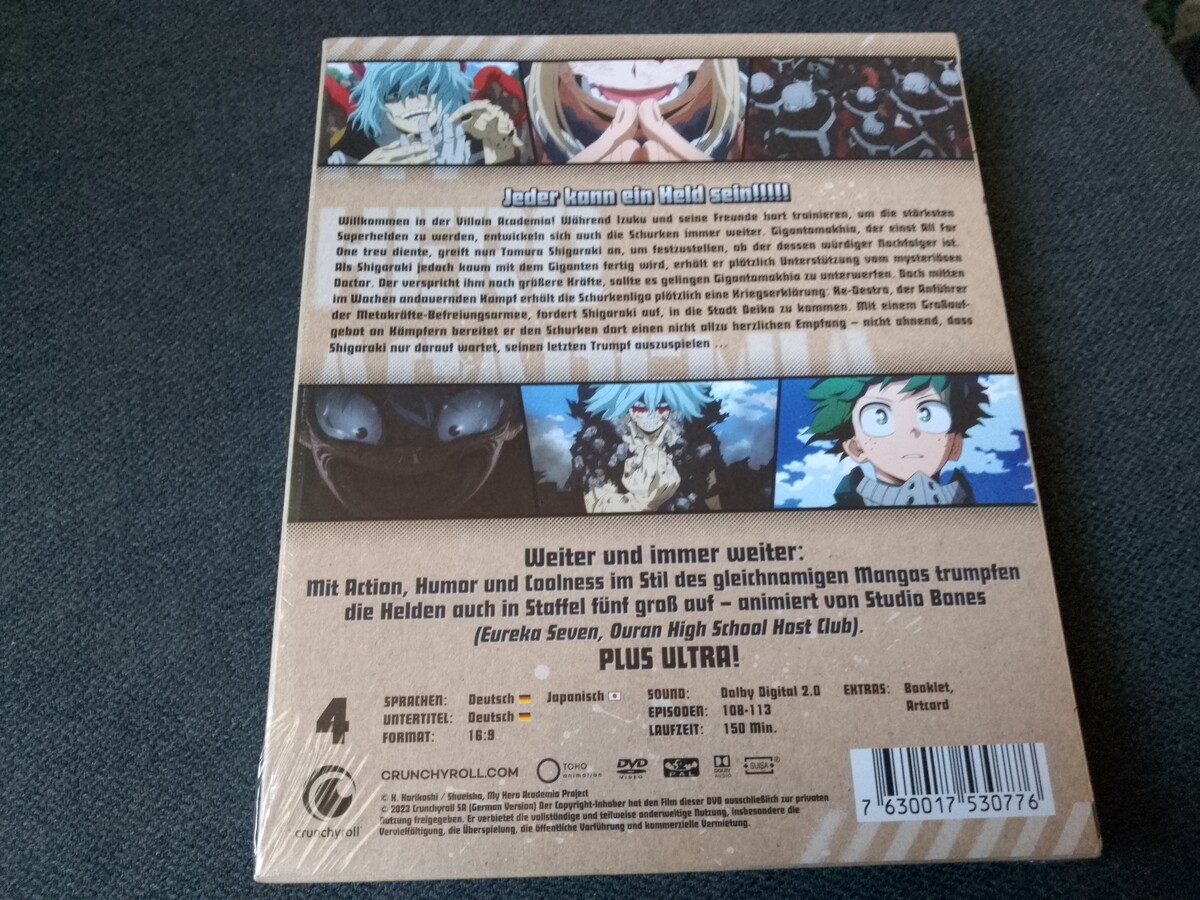 Jeder kann ein Held sein!!!!!
Willkommen in der Villain Academia! Während Izuku und seine Freunde hart trainieren, um die stärksten
Superhelden zu werden, entwickeln sich auch die Schurken immer weiter. Gigantomakhia, der einst All For
One treu diente, greift nun Tomura Shigaraki an, um festzustellen, ob der dessen würdiger Nachfolger ist.
Als Shigaraki jedoch kaum mit dem Giganten fertig wird, erhält er plötzlich Unterstützung vom mysteriösen
Doctor. Der verspricht ihm noch größere Kräfte, sollte es gelingen Gigantomakhia zu unterwerfen. Doch mitten
im Wochen andauernden Kampf erhält die Schurkenliga plötzlich eine Kriegserklärung: Re-Destro, der Anführer
der Metakräfte-Befreiungsarmee, fordert Shigaraki auf, in die Stadt Deika zu kommen. Mit einem Großauf-
gebot an Kämpfern bereitet er den Schurken dort einen nicht allzu herzlichen Empfang – nicht ahnend, dass
Shigaraki nur darauf wartet, seinen letzten Trumpf auszuspielen ...
Weiter und immer weiter:
Mit Action, Humor und Coolness im Stil des gleichnamigen Mangas trumpfen
die Helden auch in Staffel fünf groß auf – animiert von Studio Bones
(Eureka Seven, Ouran High School Host Club).
PLUS ULTRA!
4
SPRACHEN: Deutsch Japanisch
UNTERTITEL: Deutsch
FORMAT: 16:9
SOUND: Dolby Digital 2.0
EPISODEN: 108-113
LAUFZEIT: 150 Min.
EXTRAS: Booklet,
Artcard
crunchyroll
CRUNCHYROLL.COM TOHO animation DVD VIDEO PAL DOLBY AUDIO SUISA
© K. Horikoshi / Shueisha, My Hero Academia Project
© 2023 Crunchyroll SA (German Version) Der Copyright-Inhaber hat den Film dieser DVD ausschließlich zur privaten
Nutzung freigegeben. Er verbietet die vollständige und teilweise anderweitige Nutzung, insbesondere die
Vervielfältigung, die Überspielung, die öffentliche Vorführung und kommerzielle Vermietung.
7 630017 530776